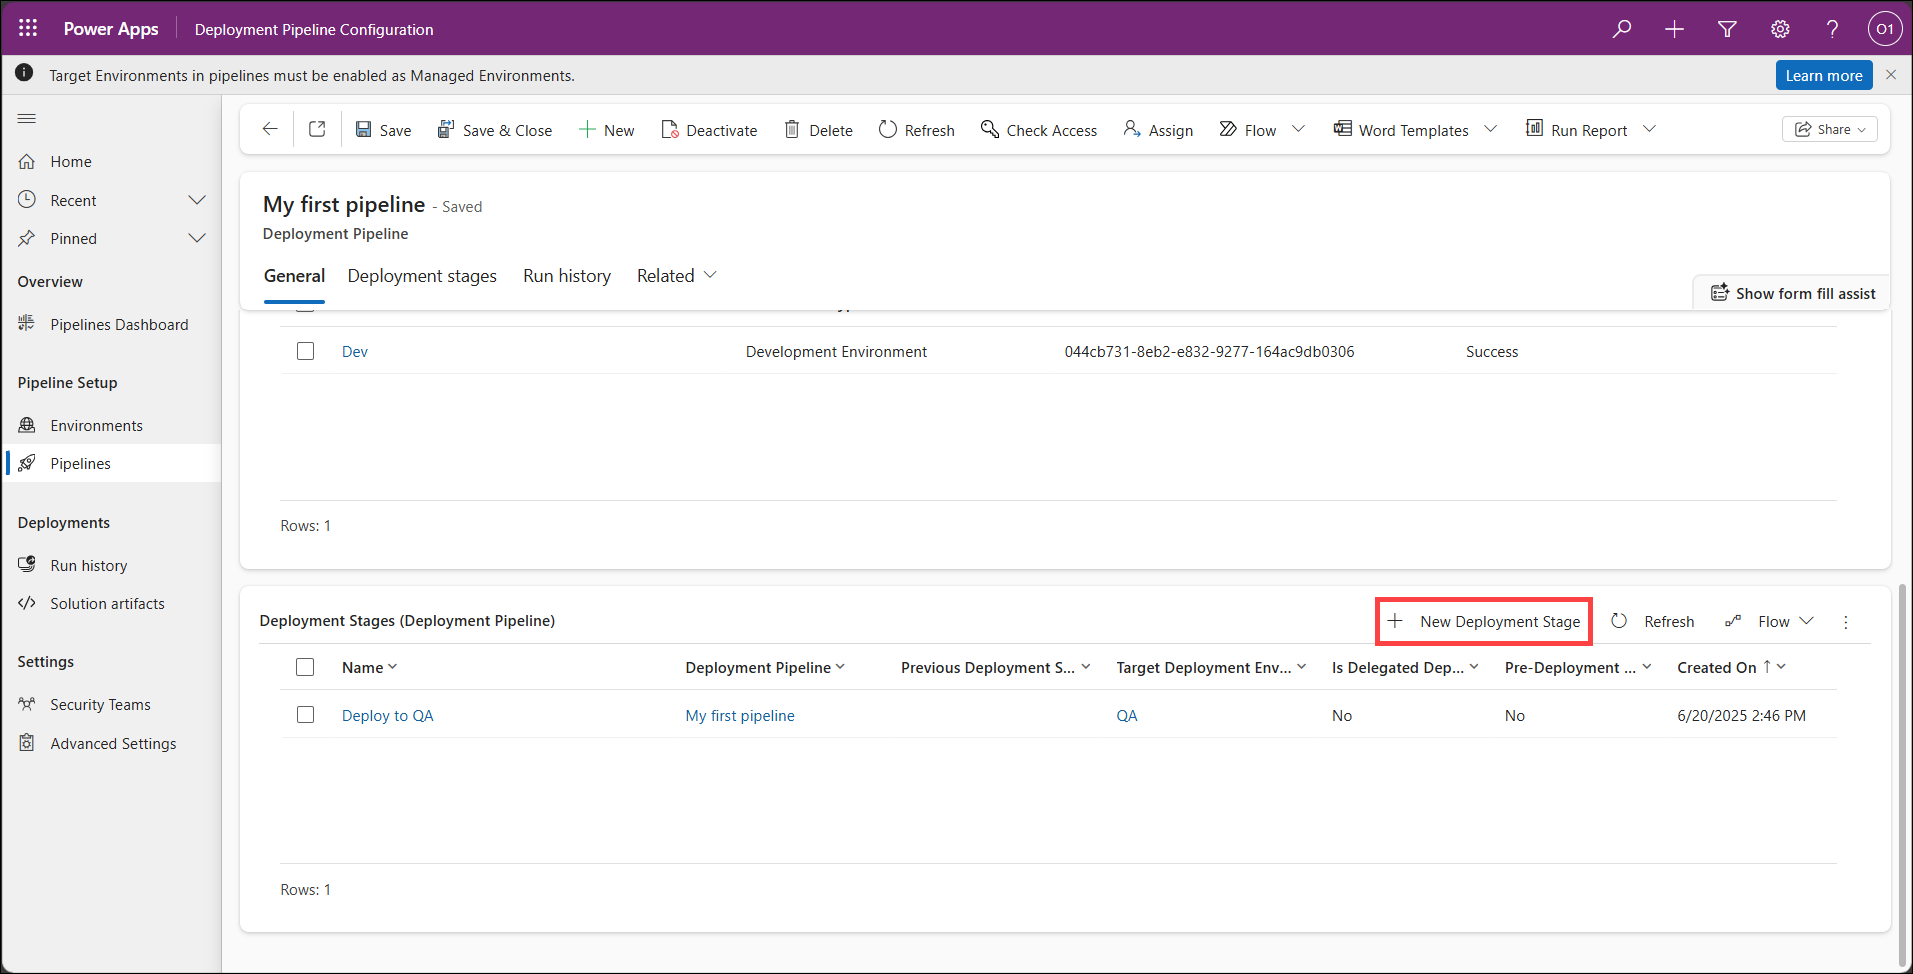 Power Apps
Deployment Pipeline Configuration
O1
Target Environments in pipelines must be enabled as Managed Environments.
Learn more
Home
Recent
Pinned
Overview
Pipelines Dashboard
Pipeline Setup
Environments
Pipelines
Deployments
Run history
Solution artifacts
Settings
Security Teams
Advanced Settings
Save
Save & Close
New
Deactivate
Delete
Refresh
Check Access
Assign
Flow
Word Templates
Run Report
Share
My first pipeline - Saved
Deployment Pipeline
General
Deployment stages
Run history
Related
Show form fill assist
Dev
Development Environment
044cb731-8eb2-e832-9277-164ac9db0306
Success
Rows: 1
Deployment Stages (Deployment Pipeline)
New Deployment Stage
Refresh
Flow
Name
Deployment Pipeline
Previous Deployment S...
Target Deployment Env...
Is Delegated Dep...
Pre-Deployment ...
Created On ↑
Deploy to QA
My first pipeline
QA
No
No
6/20/2025 2:46 PM
Rows: 1